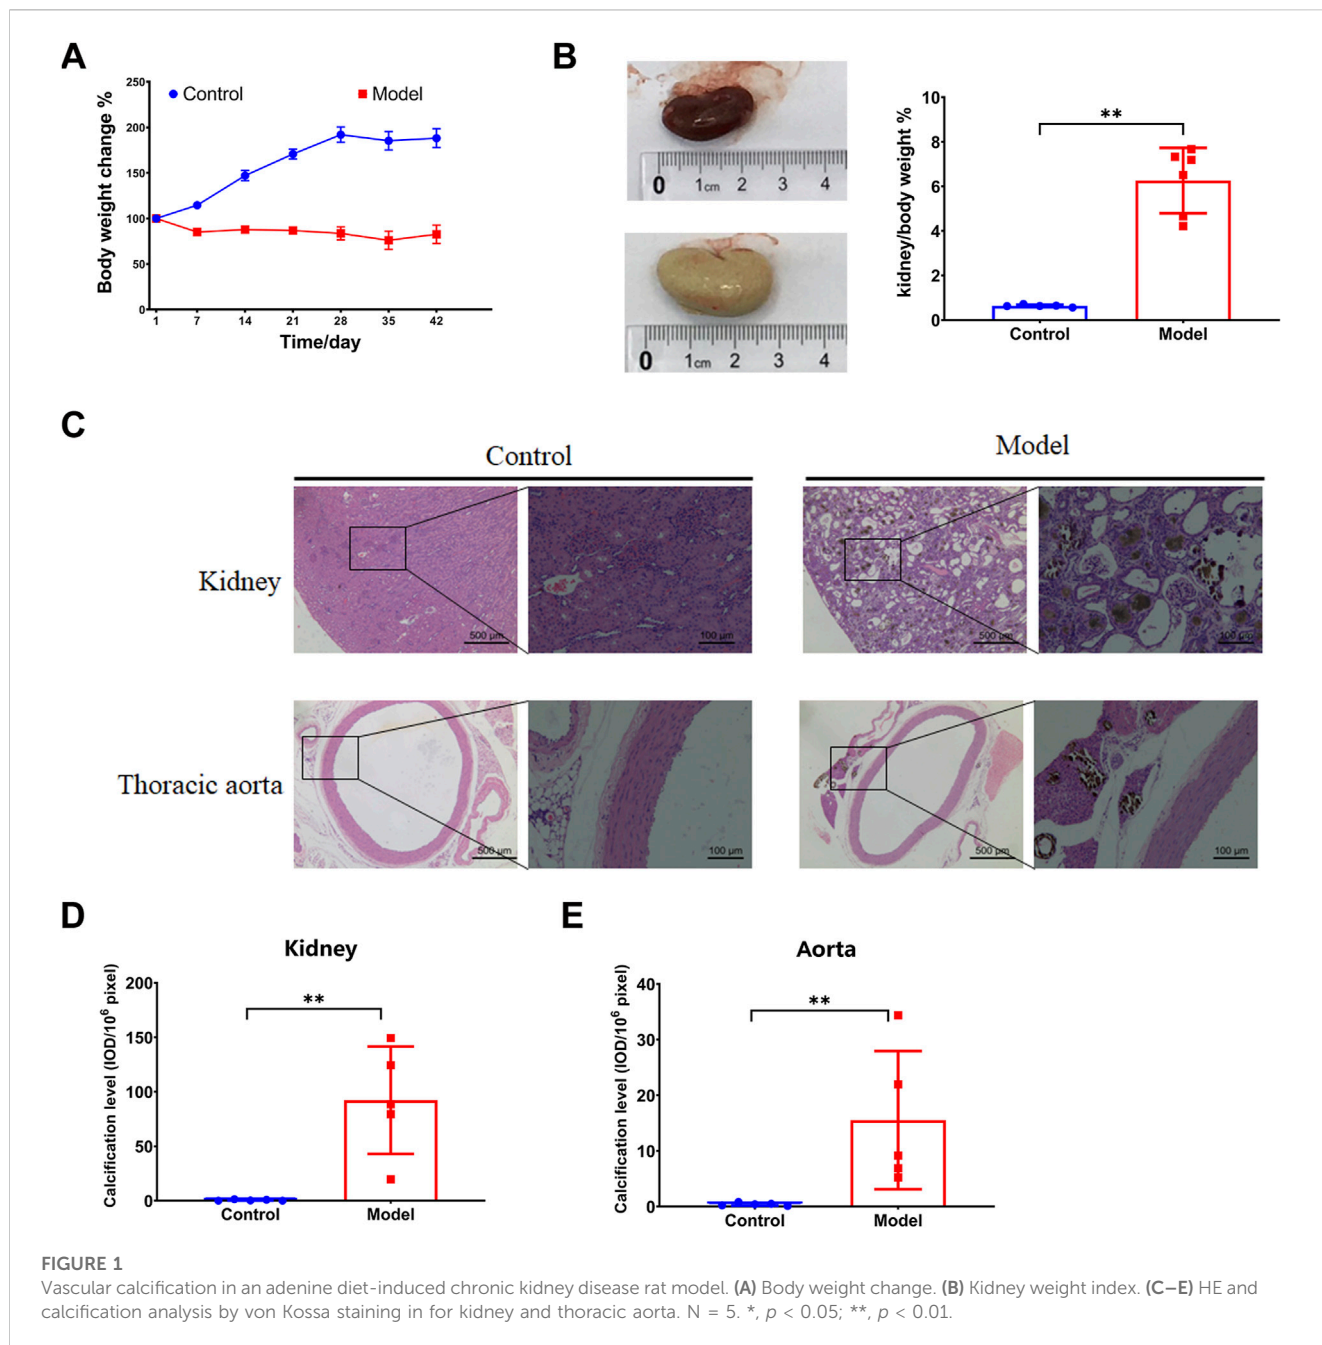 A
250
200
150
100
50
0
Control
Model
Body weight change %
1 7 14 21 28 35 42
Time/day
B
0 1cm 2 3 4
0 1cm 2 3 4
kidney/body weight %
10
8
6
4
2
0
**
Control Model
C
Control
Model
Kidney
500 μm
100 μm
500 μm
100 μm
Thoracic aorta
500 μm
100 μm
500 μm
100 μm
D
Kidney
Calcification level (IOD/10⁶ pixel)
200
150
100
50
0
**
Control Model
E
Aorta
Calcification level (IOD/10⁶ pixel)
40
30
20
10
0
**
Control Model
FIGURE 1
Vascular calcification in an adenine diet-induced chronic kidney disease rat model. (A) Body weight change. (B) Kidney weight index. (C–E) HE and
calcification analysis by von Kossa staining in for kidney and thoracic aorta. N = 5. *, p < 0.05; **, p < 0.01.